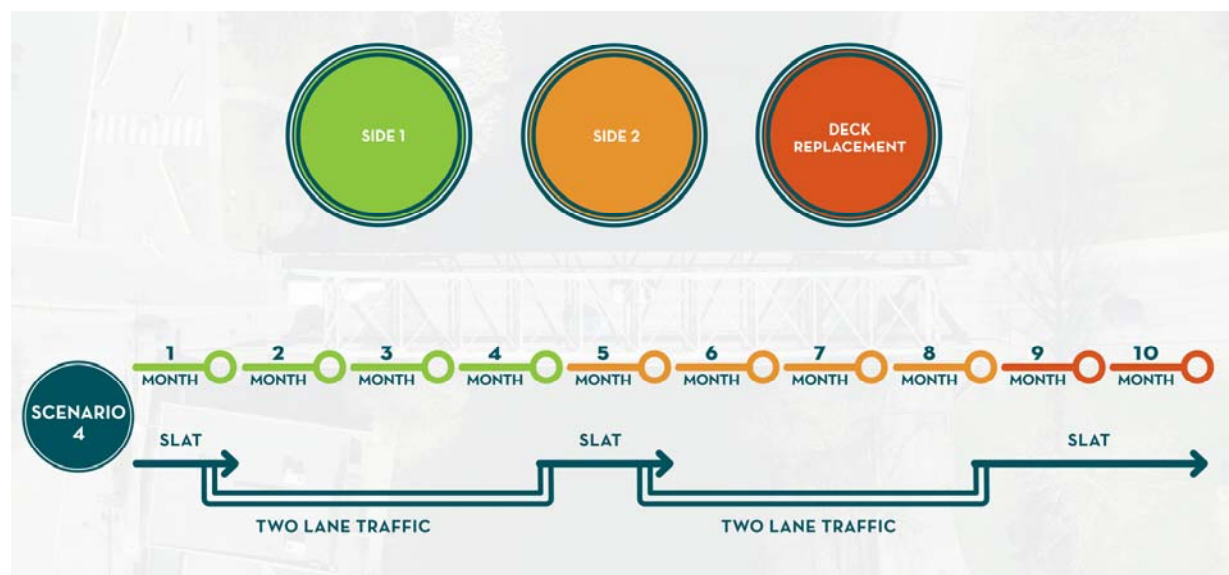 SIDE 1
SIDE 2
DECK
REPLACEMENT
1 2 3 4 5 6 7 8 9 10
MONTH MONTH MONTH MONTH MONTH MONTH MONTH MONTH MONTH MONTH
SCENARIO
4
SLAT SLAT SLAT
TWO LANE TRAFFIC TWO LANE TRAFFIC